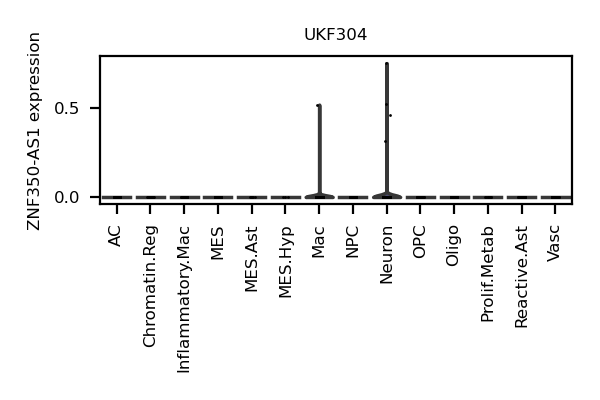 UKF304
ZNF350-AS1 expression
0.5
0.0
AC
Chromatin.Reg
Inflammatory.Mac
MES
MES.Ast
MES.Hyp
Mac
NPC
Neuron
OPC
Oligo
Prolif.Metab
Reactive.Ast
Vasc